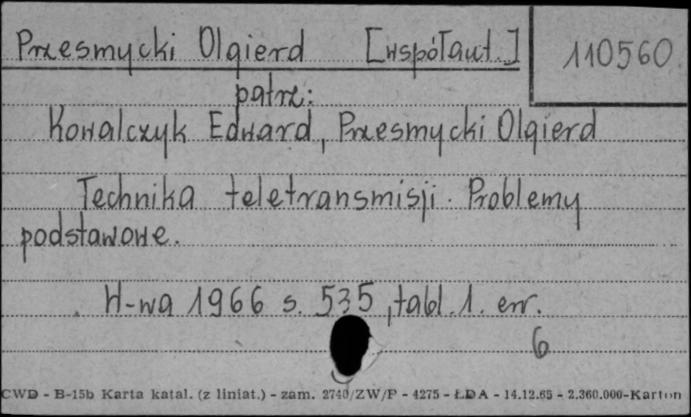 Przesmycki Olgierd [współaut.] 110560
patrz:
Kowalczyk Edward, Przesmycki Olgierd
Technika teletransmisji. Problemy
podstawowe.
W-wa 1966 s. 535, tabl. 1. err.
6
CWD - B-15b Karta katal. (z liniat.) - zam. 2740/ZW/P - 4275 - ŁDA - 14.12.65 - 2.360.000-Karton